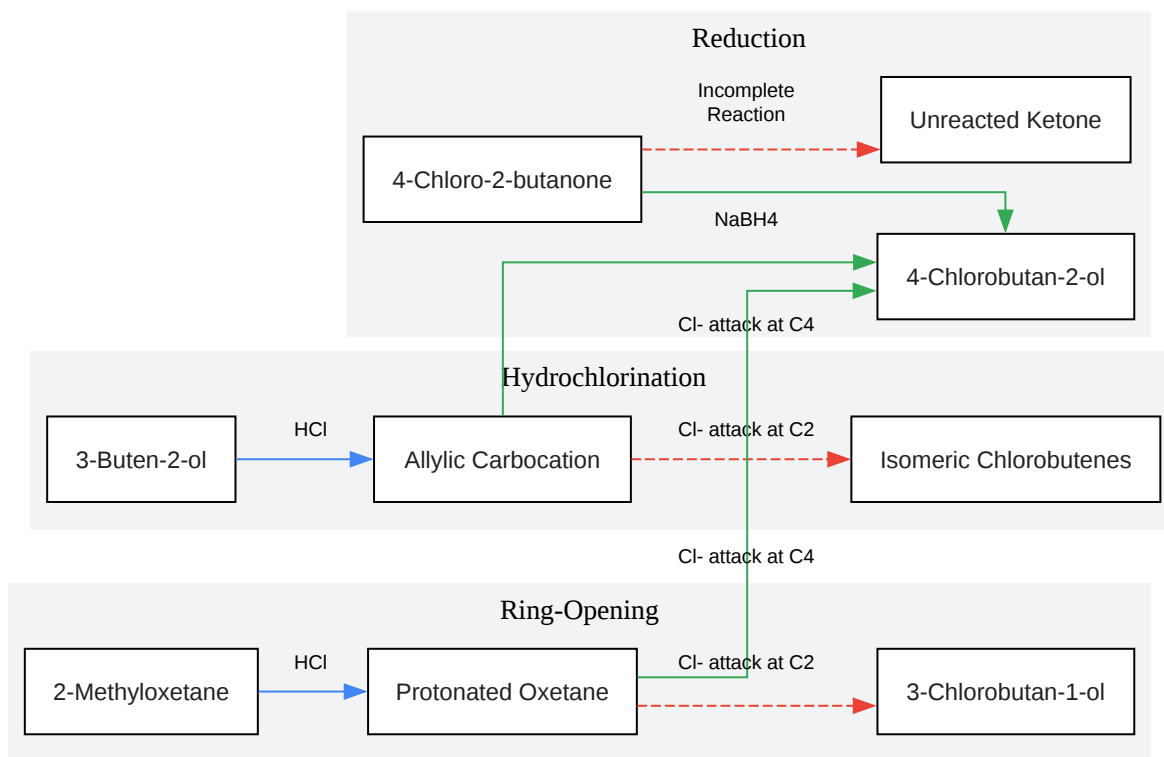 Reduction
Incomplete
Reaction
Unreacted Ketone
4-Chloro-2-butanone
NaBH4
4-Chlorobutan-2-ol
Cl- attack at C4
Hydrochlorination
3-Buten-2-ol
HCl
Allylic Carbocation
Cl- attack at C2
Isomeric Chlorobutenes
Cl- attack at C4
Ring-Opening
2-Methyloxetane
HCl
Protonated Oxetane
Cl- attack at C2
3-Chlorobutan-1-ol